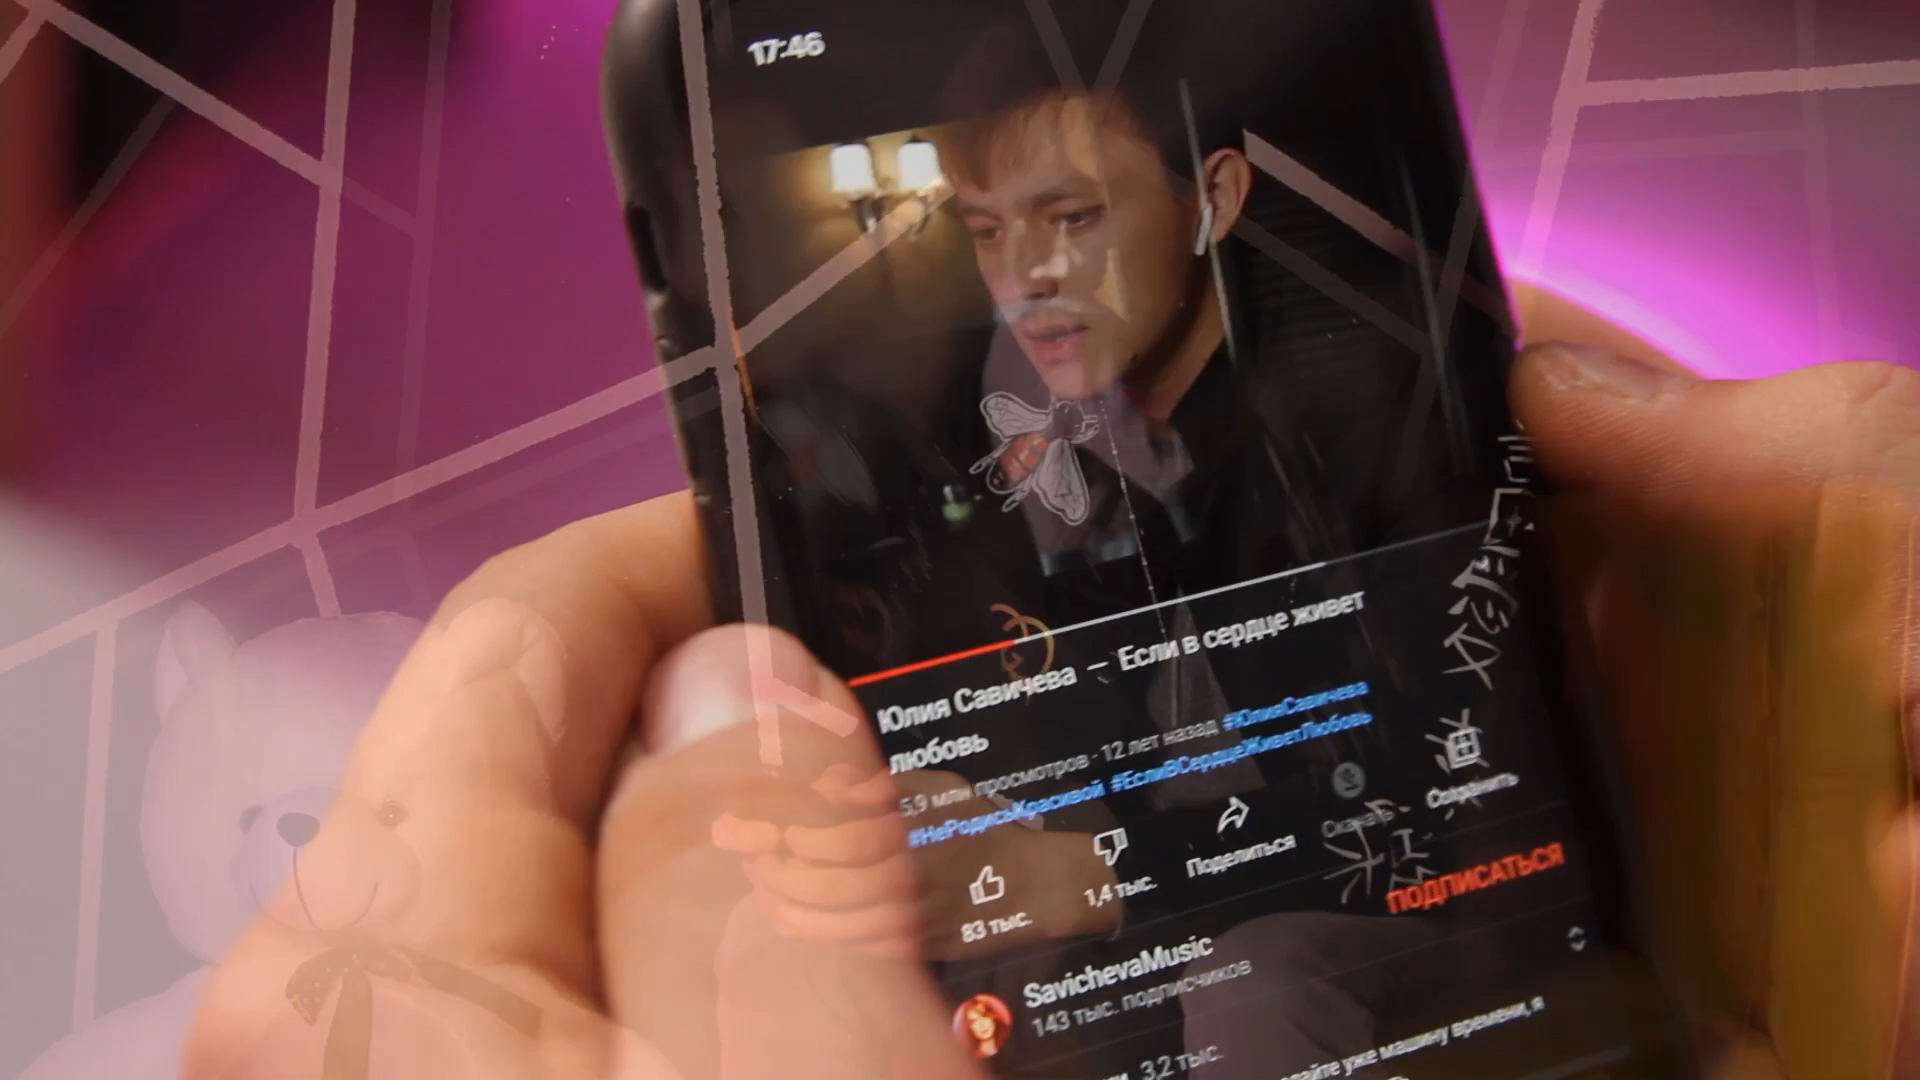 17:46
Юлия Савичева – Если в сердце живет
любовь
5,9 млн просмотров · 12 лет назад #ЮлияСавичева
#НеРодисьКрасивой #ЕслиВСердцеЖиветЛюбовь
83 тыс.
1,4 тыс.
Поделиться
Скачать
Сохранить
SavichevaMusic
143 тыс. подписчиков
ПОДПИСАТЬСЯ
3,2 тыс.
уже машину времени, я